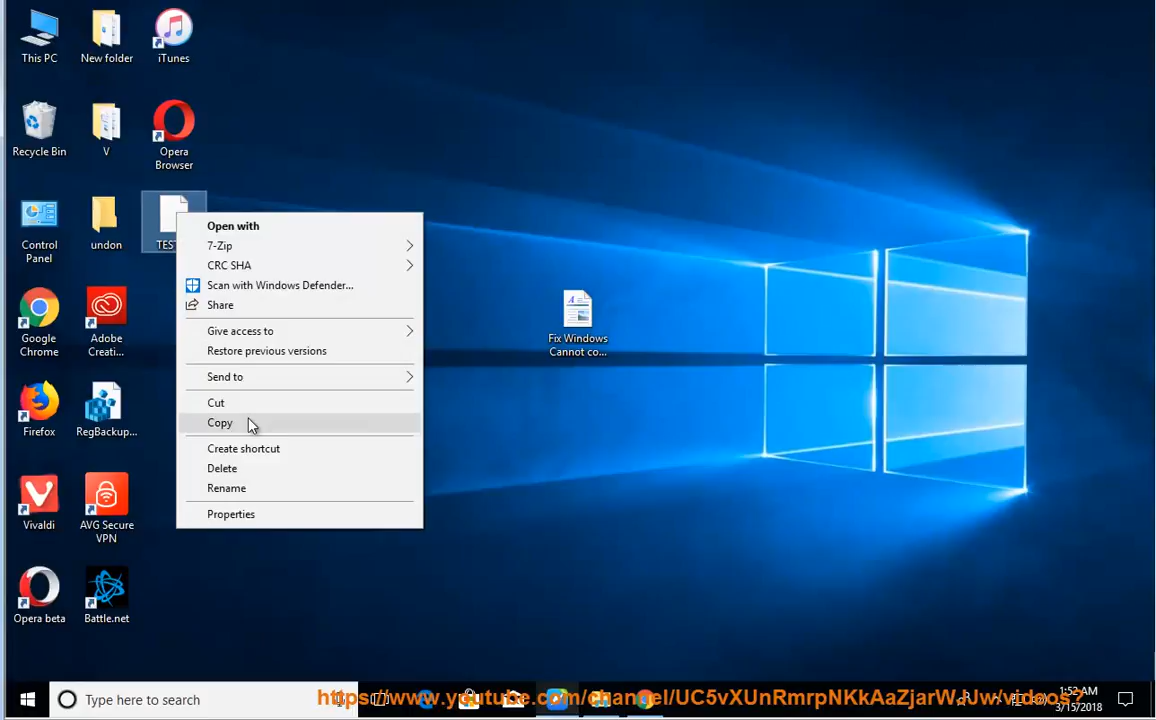 This PC
New folder
iTunes
Recycle Bin
V
Opera
Browser
Control
Panel
undon
TEST
Google
Chrome
Adobe
Creati...
Firefox
RegBackup...
Vivaldi
AVG Secure
VPN
Opera beta
Battle.net
Open with
7-Zip
CRC SHA
Scan with Windows Defender...
Share
Give access to
Restore previous versions
Send to
Cut
Copy
Create shortcut
Delete
Rename
Properties
Fix Windows
Cannot co...
Type here to search
https://www.youtube.com/channel/UC5vXUnRmrpNKkAaZjarWJUw/videos?
1:52 AM
3/15/2018